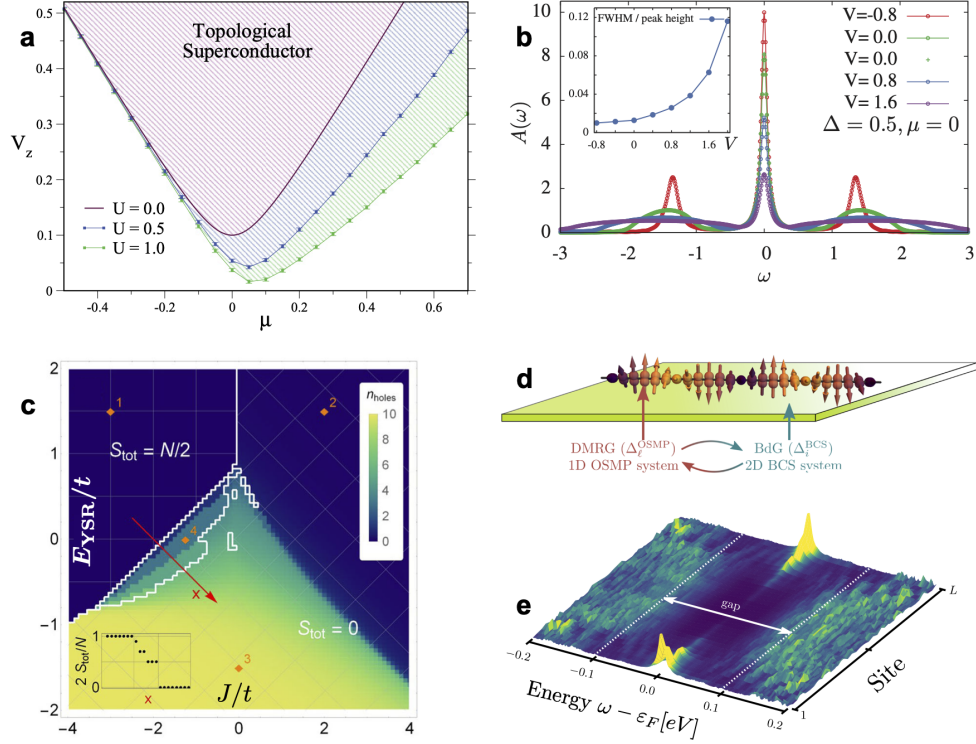 a
Topological
Superconductor
V_z
0.5
0.4
0.3
0.2
0.1
0
U = 0.0
U = 0.5
U = 1.0
-0.4 -0.2 0 0.2 0.4 0.6
μ
b
A(ω)
10
8
6
4
2
0
FWHM / peak height
0.12
0.08
0.04
-0.8 0 0.8 1.6 V
V=-0.8
V= 0.0
V= 0.0
V= 0.8
V= 1.6
Δ = 0.5, μ = 0
-3 -2 -1 0 1 2 3
ω
c
E_YSR/t
2
1
0
-1
-2
1
2
S_tot = N/2
n_holes
10
8
6
4
2
0
4
x
S_tot = 0
3
2 S_tot/N
1
0
x
J/t
-4 -2 0 2 4
d
DMRG (Δ_ℓ^OSMP)
1D OSMP system
BdG (Δ_i^BCS)
2D BCS system
e
gap
L
Site
1
-0.2 -0.1 0.0 0.1 0.2
Energy ω − ε_F[eV]